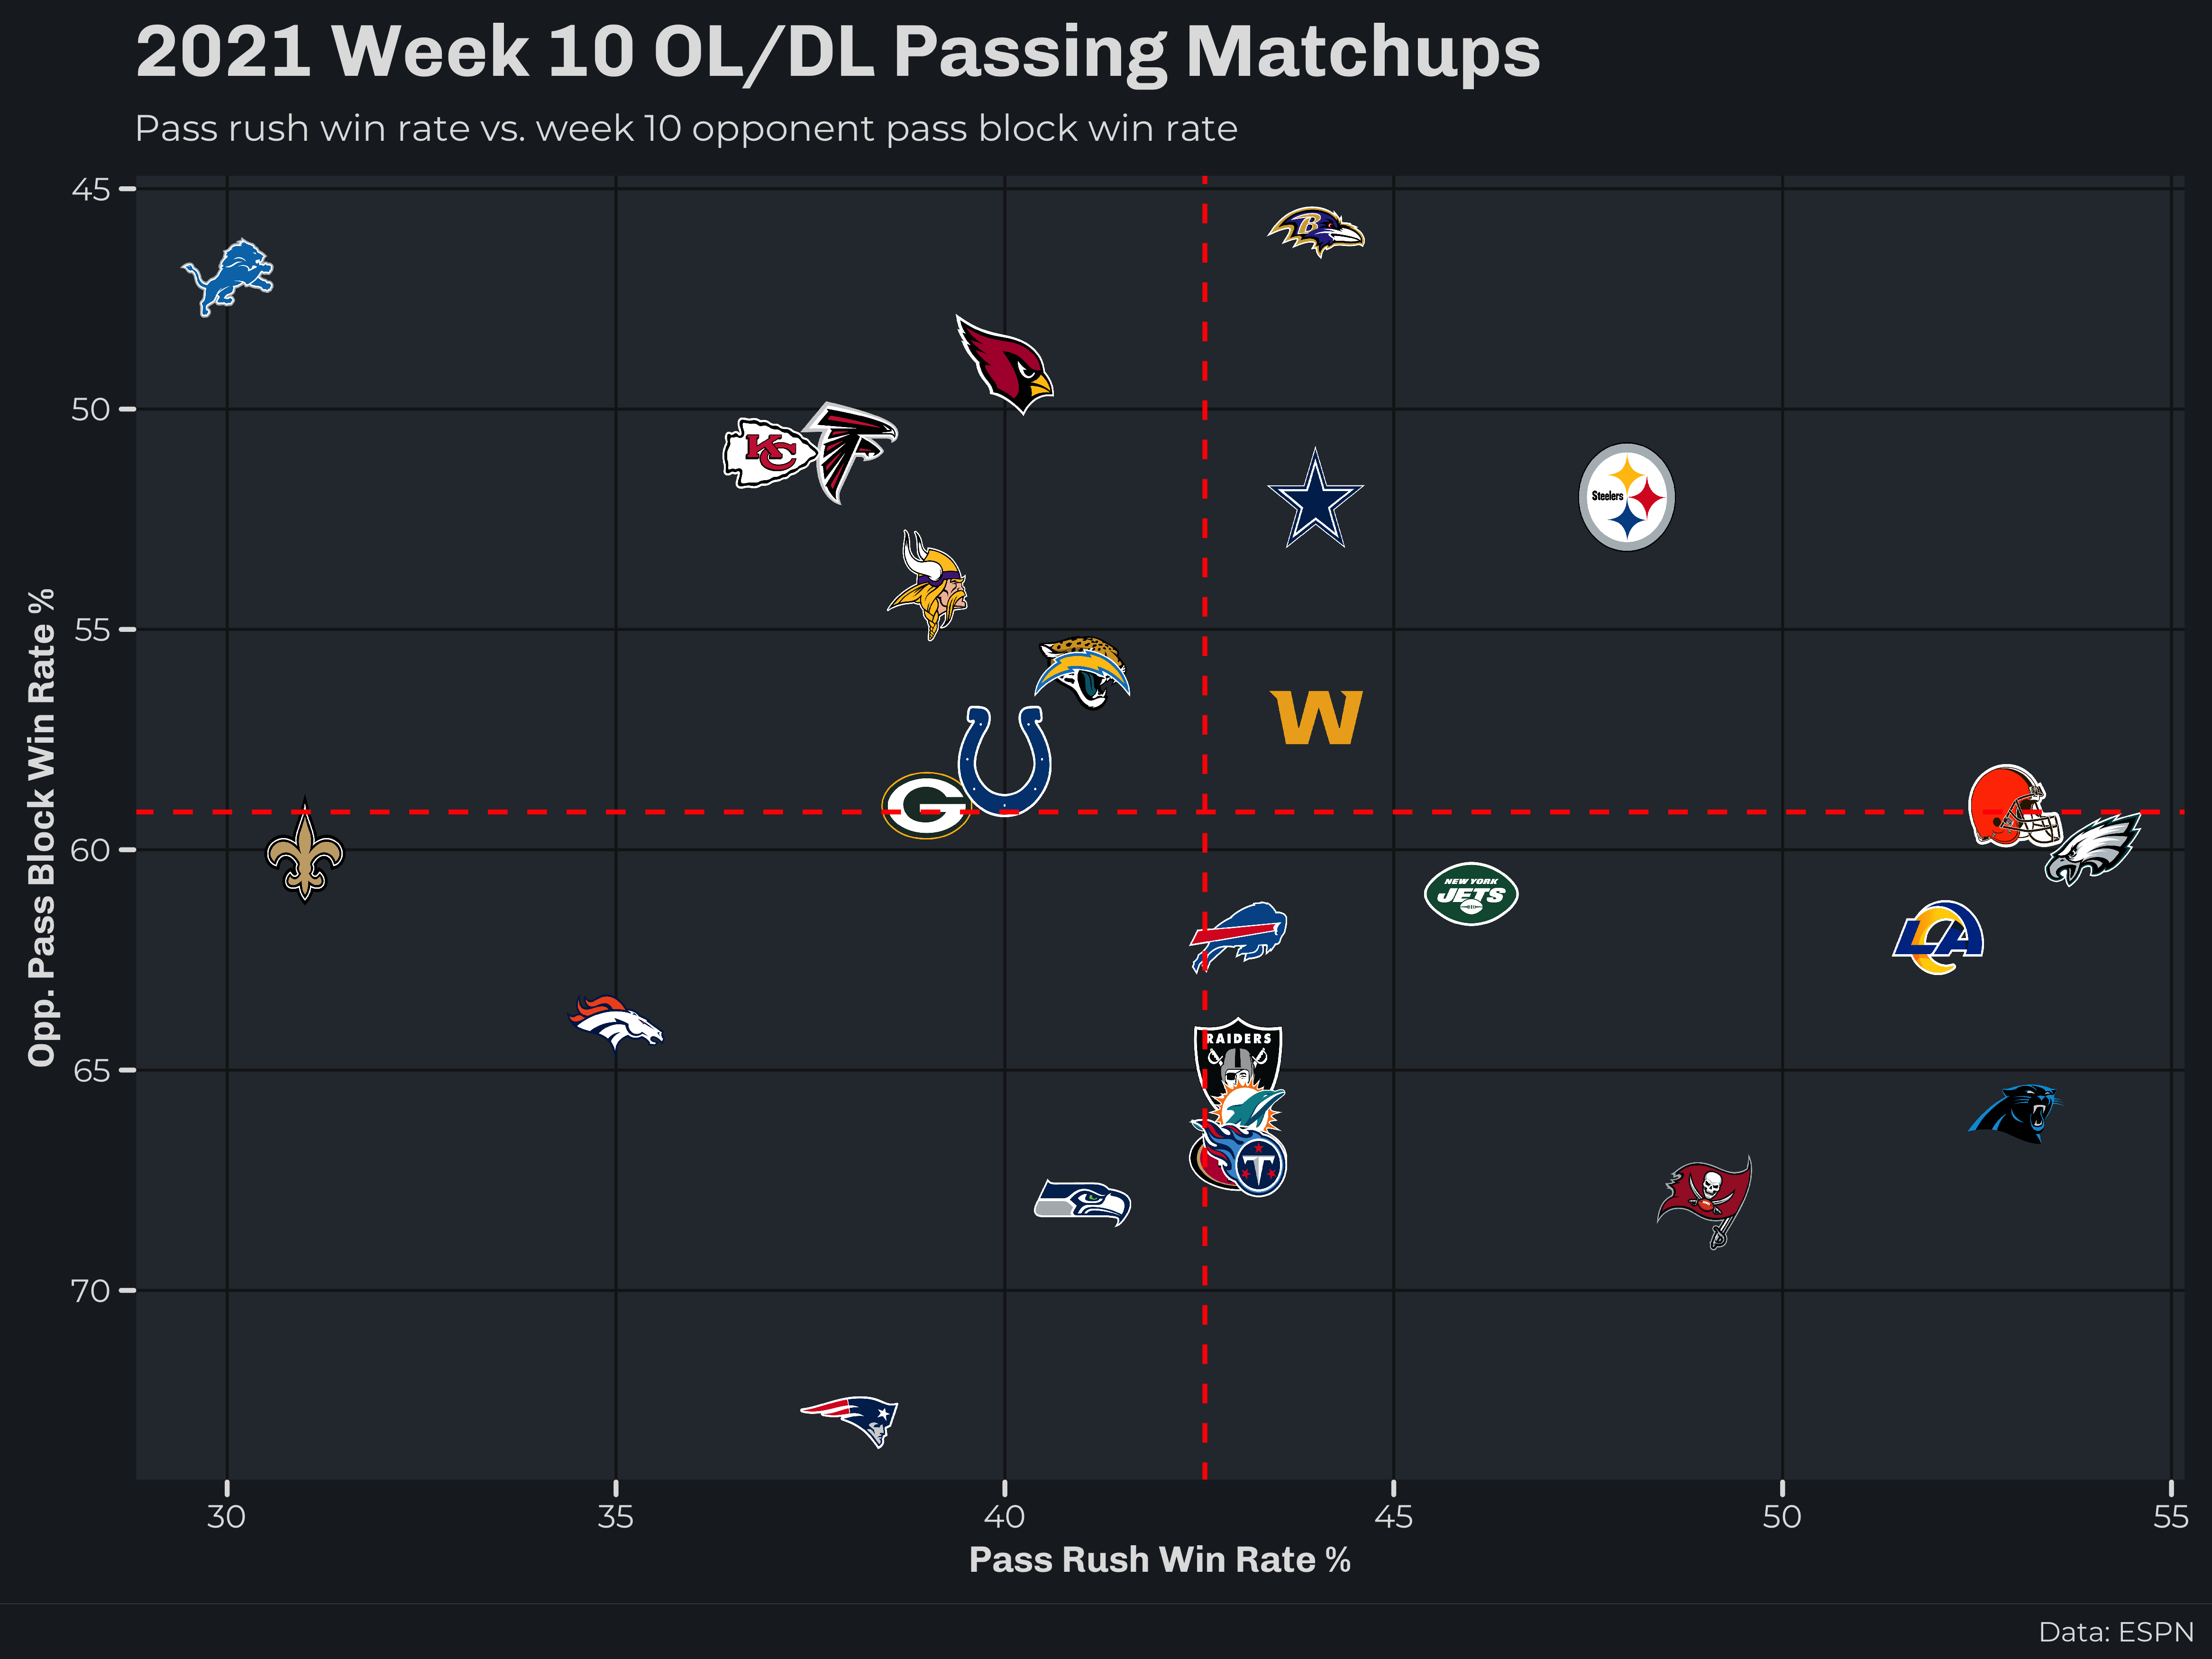 2021 Week 10 OL/DL Passing Matchups
Pass rush win rate vs. week 10 opponent pass block win rate
Opp. Pass Block Win Rate %
45
50
55
60
65
70
B
KC
Steelers
W
G
NEW YORK
JETS
LA
RAIDERS
T
30
35
40
45
50
55
Pass Rush Win Rate %
Data: ESPN